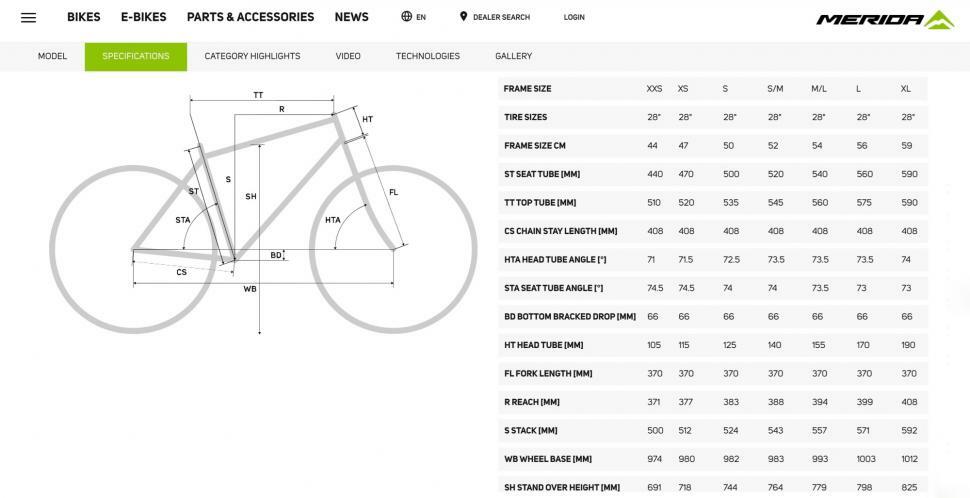 BIKES E-BIKES PARTS & ACCESSORIES NEWS EN DEALER SEARCH LOGIN MERIDA
MODEL SPECIFICATIONS CATEGORY HIGHLIGHTS VIDEO TECHNOLOGIES GALLERY
TT
R
HT
S
ST
SH
FL
STA
HTA
BD
CS
WB
FRAME SIZE XXS XS S S/M M/L L XL
TIRE SIZES 28" 28" 28" 28" 28" 28" 28"
FRAME SIZE CM 44 47 50 52 54 56 59
ST SEAT TUBE [MM] 440 470 500 520 540 560 590
TT TOP TUBE [MM] 510 520 535 545 560 575 590
CS CHAIN STAY LENGTH [MM] 408 408 408 408 408 408 408
HTA HEAD TUBE ANGLE [°] 71 71.5 72.5 73.5 73.5 73.5 74
STA SEAT TUBE ANGLE [°] 74.5 74.5 74 74 73.5 73 73
BD BOTTOM BRACKED DROP [MM] 66 66 66 66 66 66 66
HT HEAD TUBE [MM] 105 115 125 140 155 170 190
FL FORK LENGTH [MM] 370 370 370 370 370 370 370
R REACH [MM] 371 377 383 388 394 399 408
S STACK [MM] 500 512 524 543 557 571 592
WB WHEEL BASE [MM] 974 980 982 983 993 1003 1012
SH STAND OVER HEIGHT [MM] 691 718 744 764 779 798 825